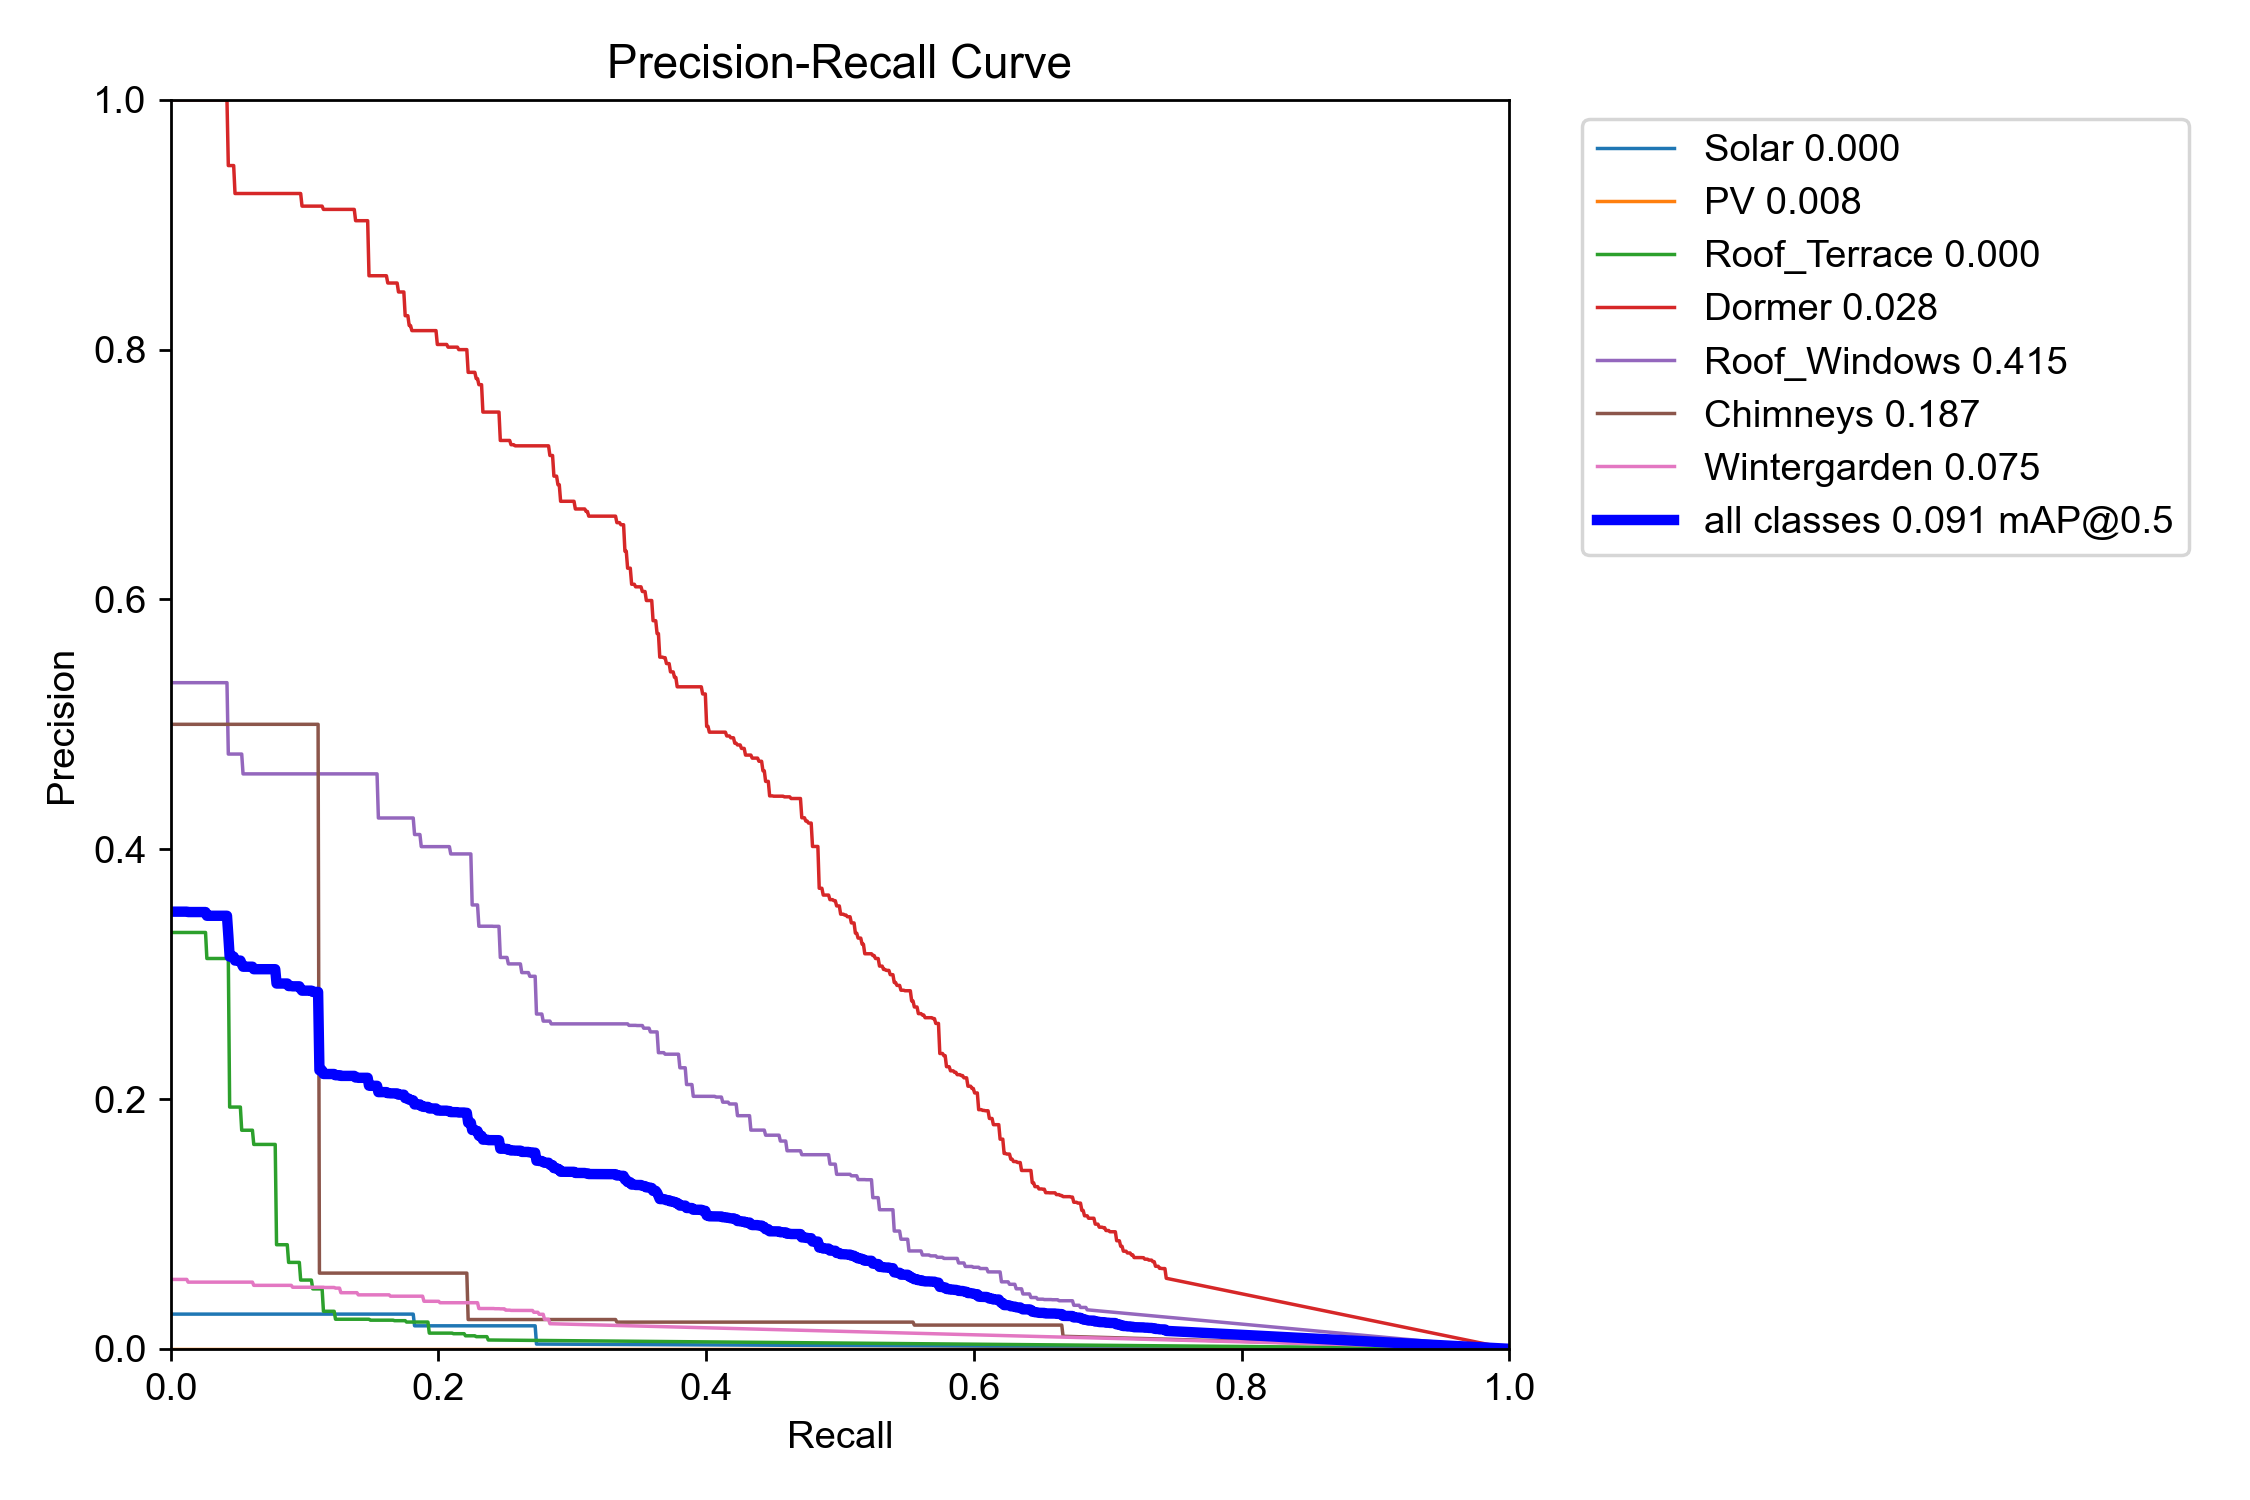 Precision-Recall Curve
1.0
0.8
0.6
0.4
0.2
0.0
Precision
0.0 0.2 0.4 0.6 0.8 1.0
Recall
Solar 0.000
PV 0.008
Roof_Terrace 0.000
Dormer 0.028
Roof_Windows 0.415
Chimneys 0.187
Wintergarden 0.075
all classes 0.091 mAP@0.5